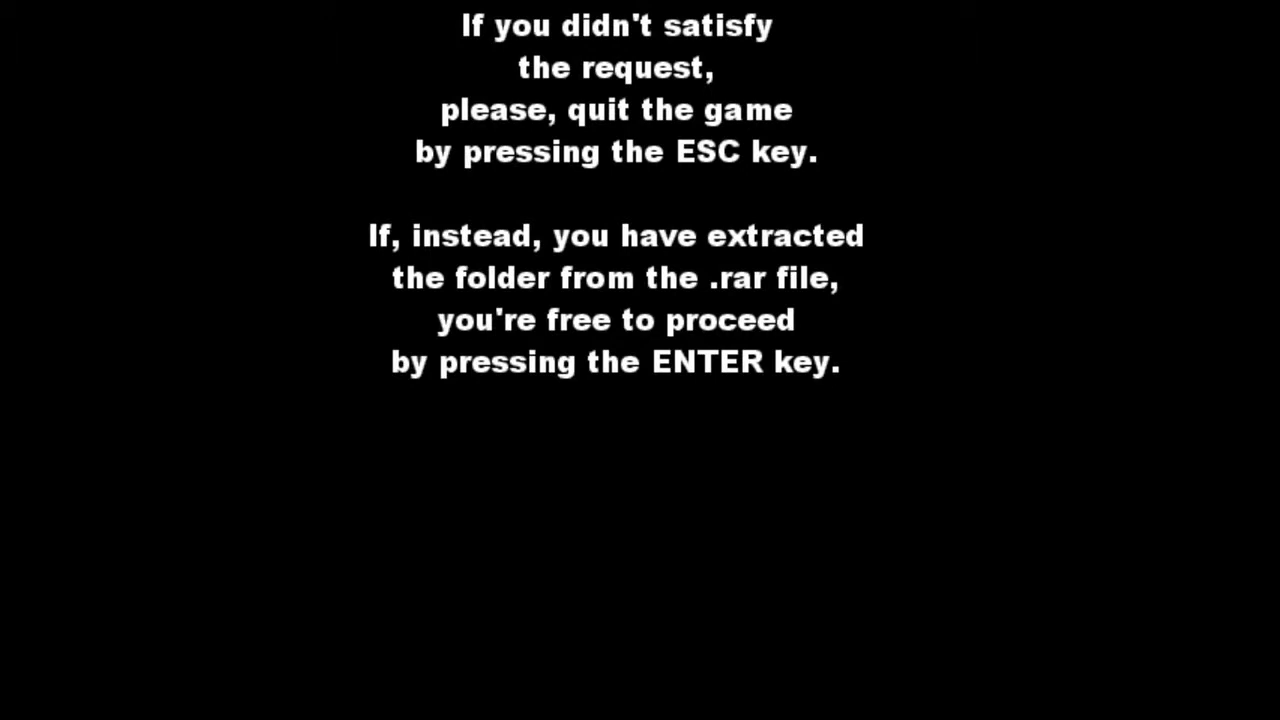 If you didn't satisfy
the request,
please, quit the game
by pressing the ESC key.
If, instead, you have extracted
the folder from the .rar file,
you're free to proceed
by pressing the ENTER key.